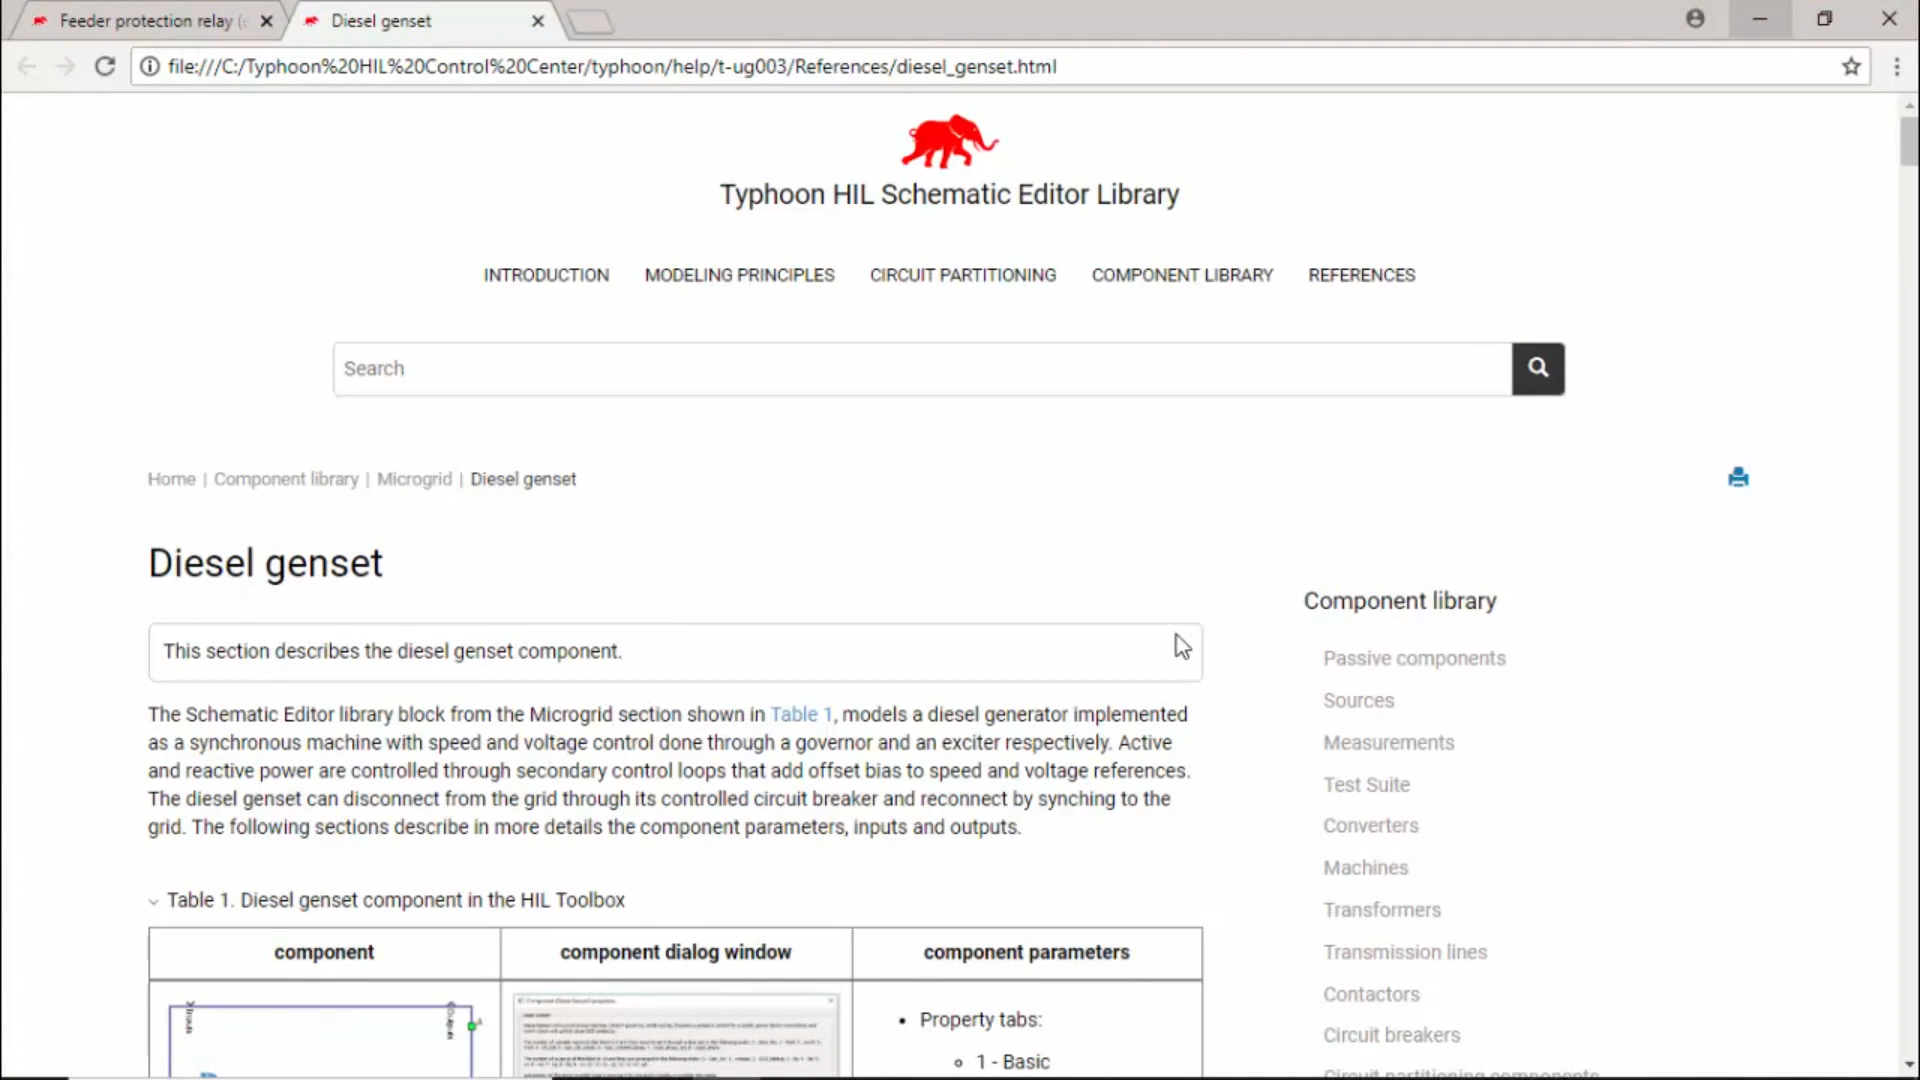 Feeder protection relay (
Diesel genset
file:///C:/Typhoon%20HIL%20Control%20Center/typhoon/help/t-ug003/References/diesel_genset.html
Typhoon HIL Schematic Editor Library
INTRODUCTION MODELING PRINCIPLES CIRCUIT PARTITIONING COMPONENT LIBRARY REFERENCES
Search
Home | Component library | Microgrid | Diesel genset
Diesel genset
This section describes the diesel genset component.
The Schematic Editor library block from the Microgrid section shown in Table 1, models a diesel generator implemented
as a synchronous machine with speed and voltage control done through a governor and an exciter respectively. Active
and reactive power are controlled through secondary control loops that add offset bias to speed and voltage references.
The diesel genset can disconnect from the grid through its controlled circuit breaker and reconnect by synching to the
grid. The following sections describe in more details the component parameters, inputs and outputs.
Table 1. Diesel genset component in the HIL Toolbox
component component dialog window component parameters
Inputs
Outputs
A
• Property tabs:
1 - Basic
Component library
Passive components
Sources
Measurements
Test Suite
Converters
Machines
Transformers
Transmission lines
Contactors
Circuit breakers
Circuit partitioning components